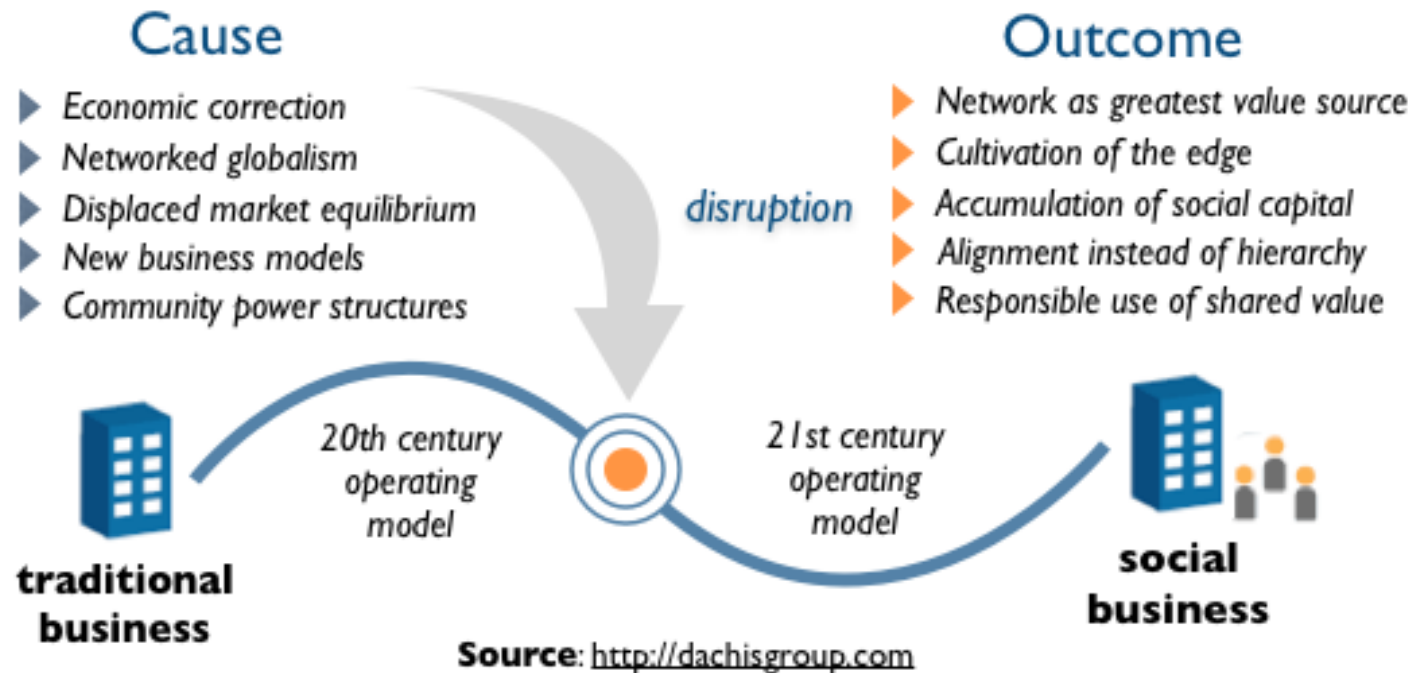 Cause
Economic correction
Networked globalism
Displaced market equilibrium
New business models
Community power structures
disruption
Outcome
Network as greatest value source
Cultivation of the edge
Accumulation of social capital
Alignment instead of hierarchy
Responsible use of shared value
traditional
business
20th century
operating
model
21st century
operating
model
social
business
Source: http://dachisgroup.com